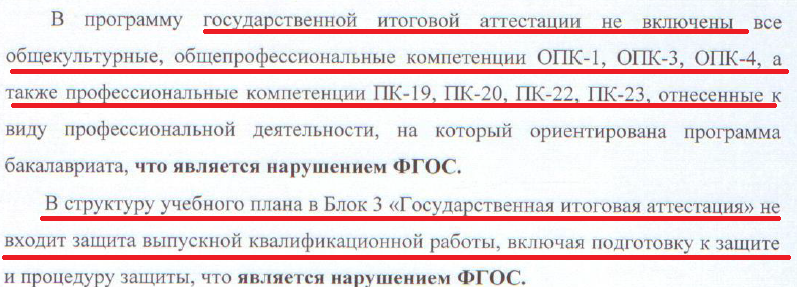 В программу государственной итоговой аттестации не включены все
общекультурные, общепрофессиональные компетенции ОПК-1, ОПК-3, ОПК-4, а
также профессиональные компетенции ПК-19, ПК-20, ПК-22, ПК-23, отнесенные к
виду профессиональной деятельности, на который ориентирована программа
бакалавриата, что является нарушением ФГОС.
В структуру учебного плана в Блок 3 «Государственная итоговая аттестация» не
входит защита выпускной квалификационной работы, включая подготовку к защите
и процедуру защиты, что является нарушением ФГОС.